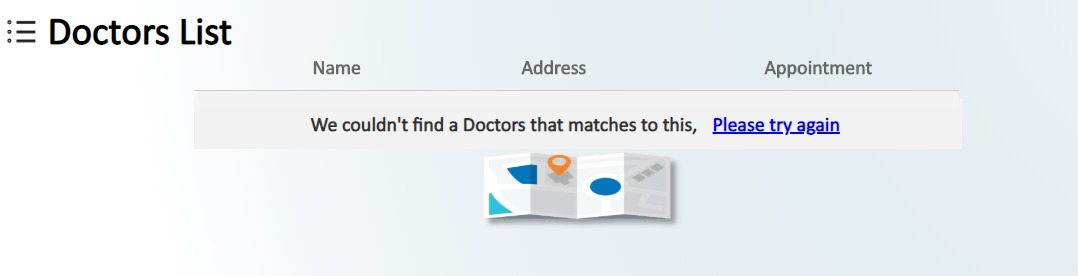 Doctors List
Name Address Appointment
We couldn't find a Doctors that matches to this, Please try again